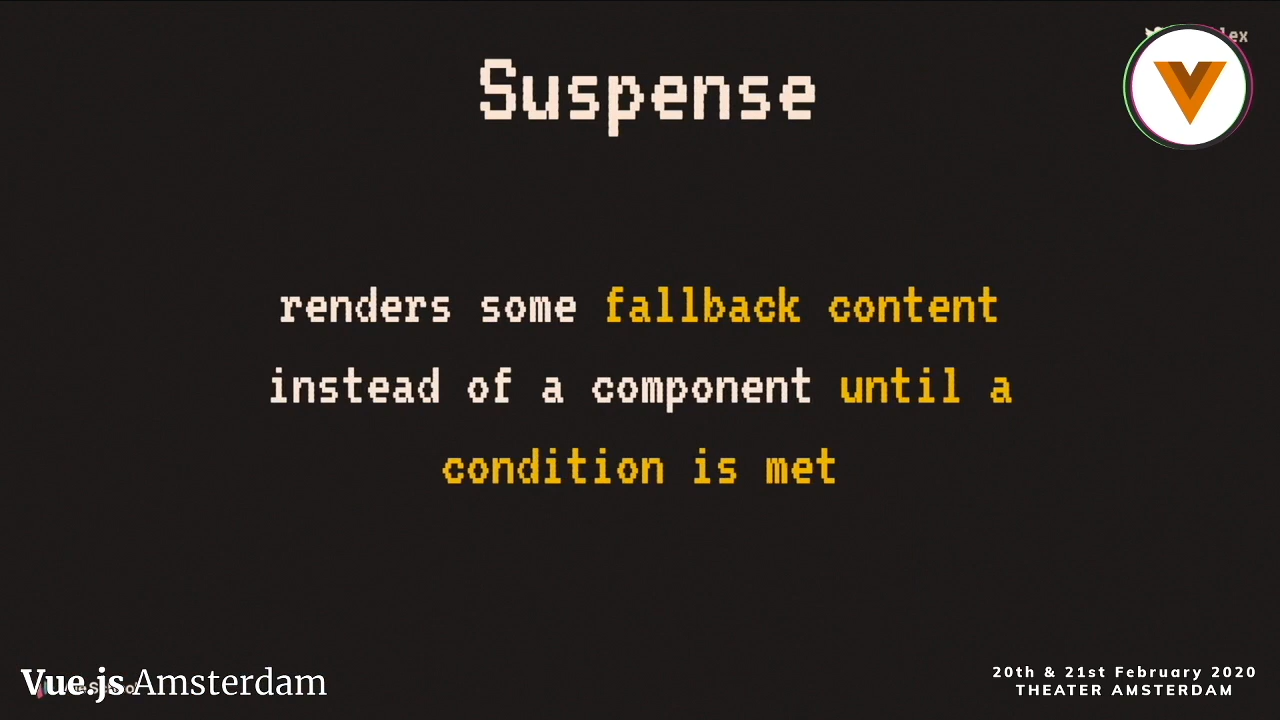 Suspense
renders some fallback content
instead of a component until a
condition is met
Vue.js Amsterdam
20th & 21st February 2020
THEATER AMSTERDAM